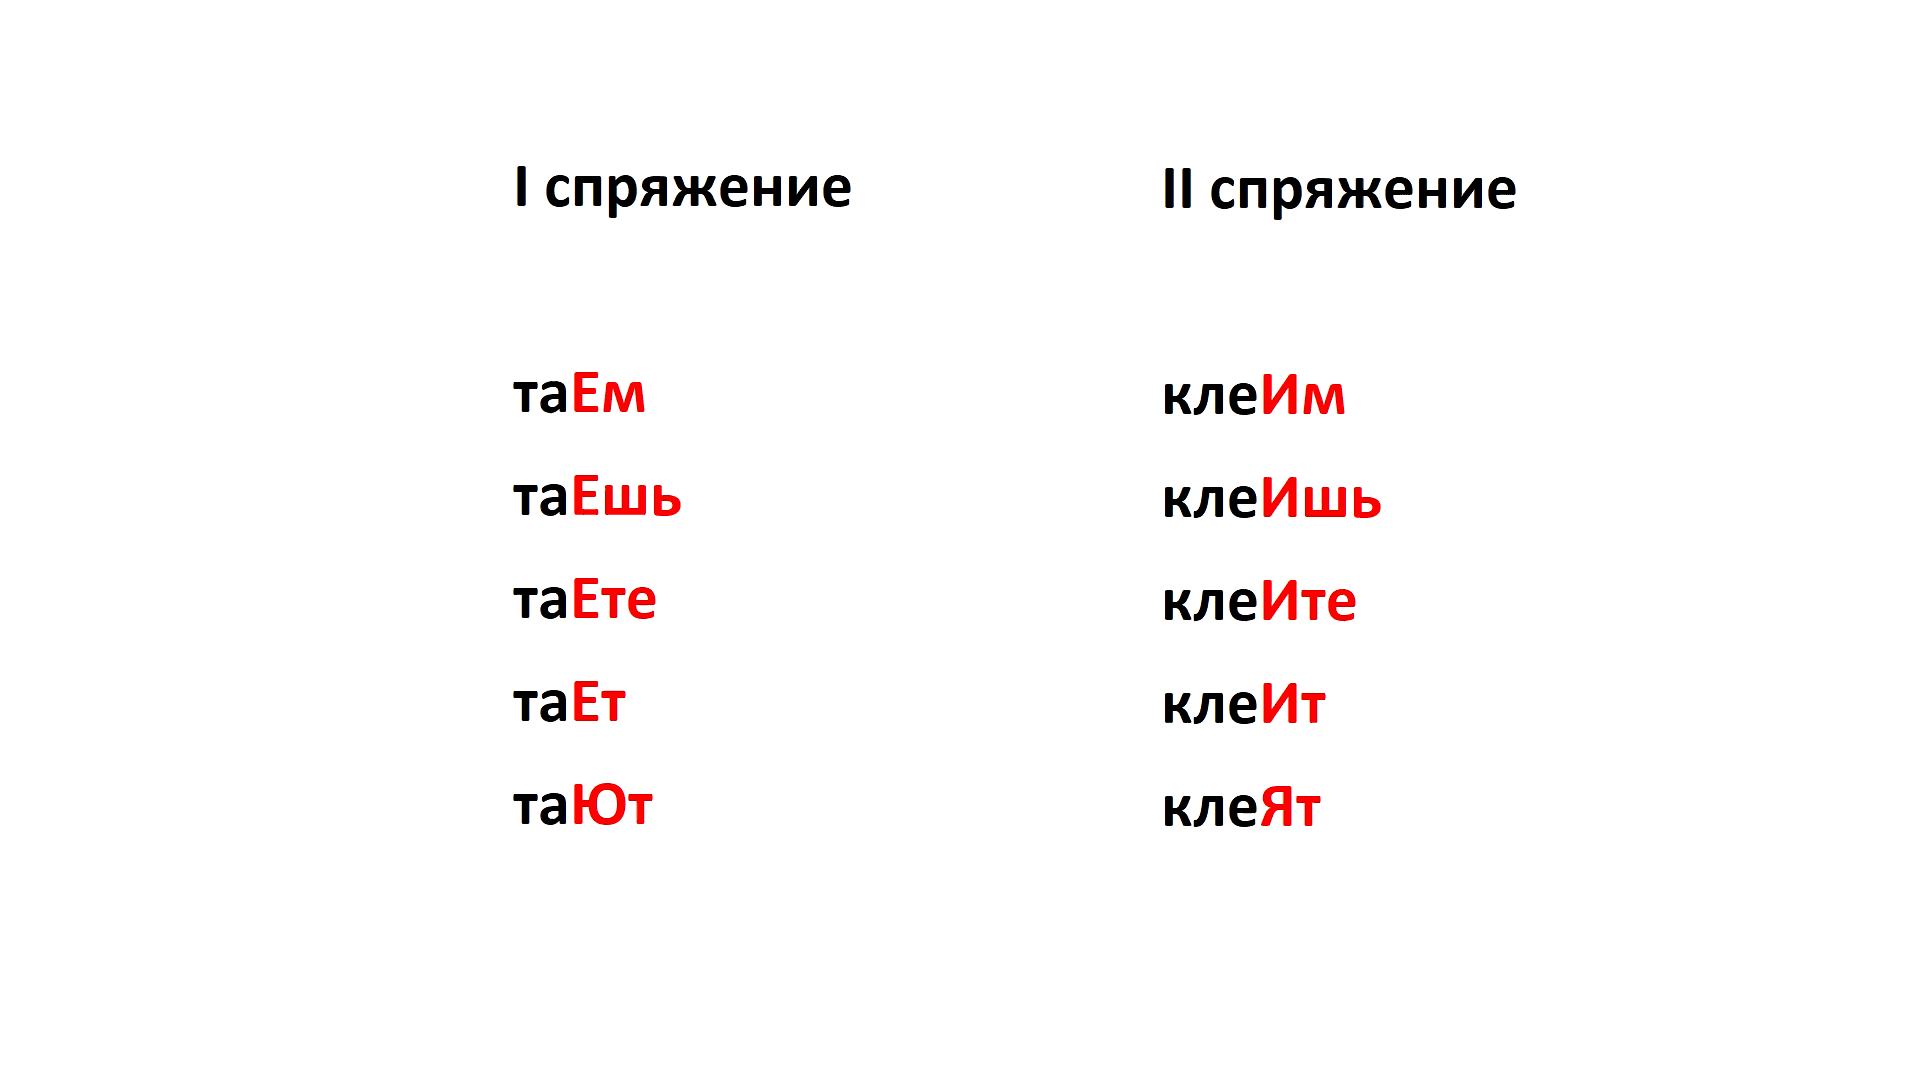 I спряжение
таЕм
таЕшь
таЕте
таЕт
таЮт
II спряжение
клеИм
клеИшь
клеИте
клеИт
клеЯт